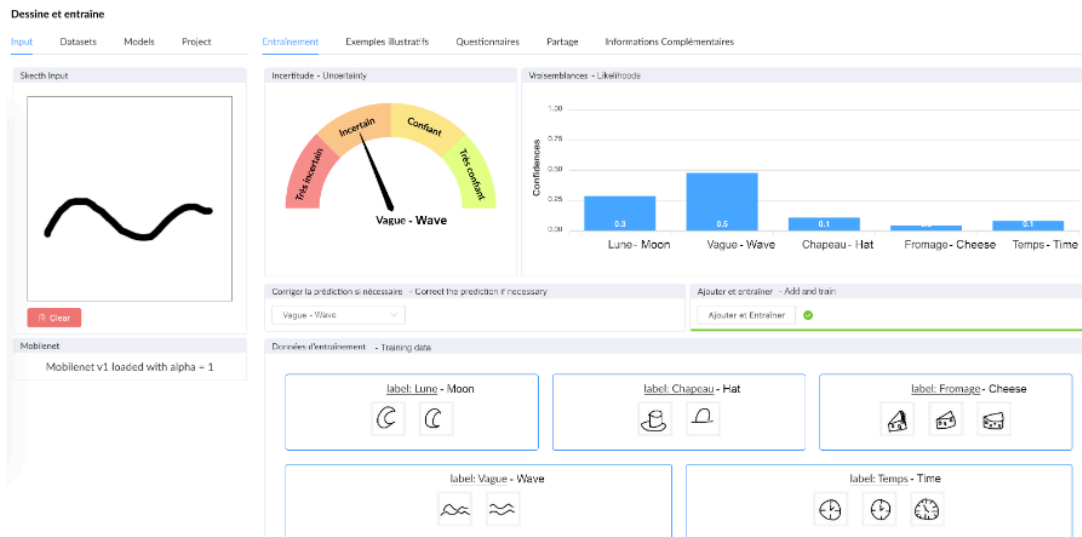 Dessine et entraîne
Input Datasets Models Project
Entraînement Exemples illustratifs Questionnaires Partage Informations Complémentaires
Skecth Input
Clear
Mobilenet
Mobilenet v1 loaded with alpha = 1
Incertitude - Uncertainty
Très incertain
Incertain
Confiant
Très confiant
Vague - Wave
Vraisemblances - Likelihoods
Confidences
1.00
0.75
0.50
0.25
0.00
0.3 0.5 0.1 0.1
Lune - Moon Vague - Wave Chapeau - Hat Fromage - Cheese Temps - Time
Corriger la prédiction si nécessaire - Correct the prediction if necessary
Vague - Wave
Ajouter et entraîner - Add and train
Ajouter et Entraîner
Données d'entraînement - Training data
label: Lune - Moon
label: Chapeau - Hat
label: Fromage - Cheese
label: Vague - Wave
label: Temps - Time